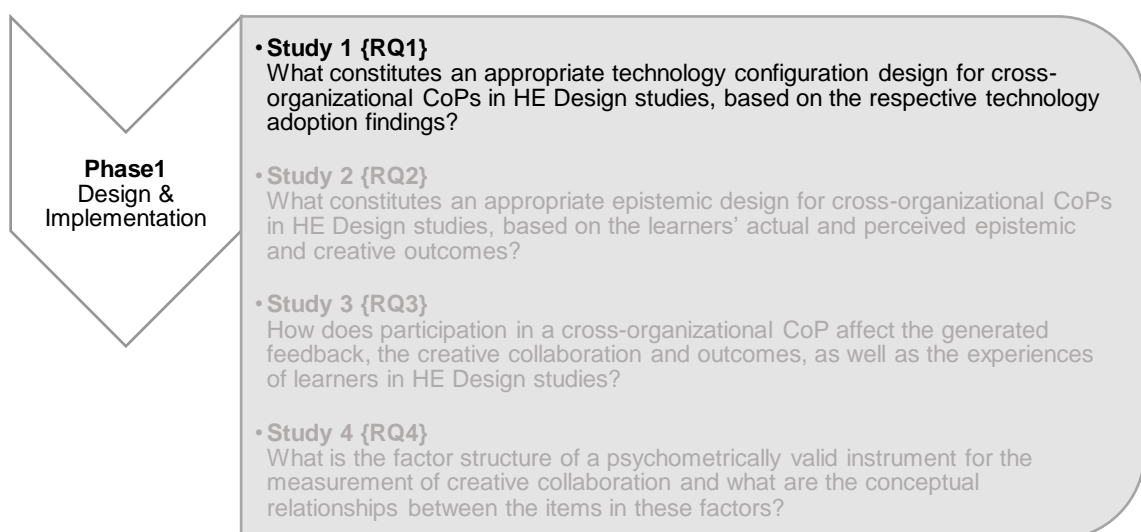 Phase1
Design &
Implementation
• Study 1 {RQ1}
What constitutes an appropriate technology configuration design for cross-
organizational CoPs in HE Design studies, based on the respective technology
adoption findings?
• Study 2 {RQ2}
What constitutes an appropriate epistemic design for cross-organizational CoPs
in HE Design studies, based on the learners’ actual and perceived epistemic
and creative outcomes?
• Study 3 {RQ3}
How does participation in a cross-organizational CoP affect the generated
feedback, the creative collaboration and outcomes, as well as the experiences
of learners in HE Design studies?
• Study 4 {RQ4}
What is the factor structure of a psychometrically valid instrument for the
measurement of creative collaboration and what are the conceptual
relationships between the items in these factors?